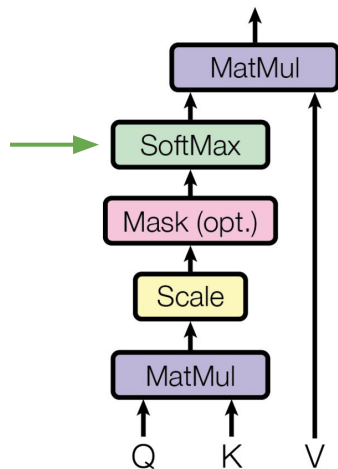 MatMul
SoftMax
Mask (opt.)
Scale
MatMul
Q K V